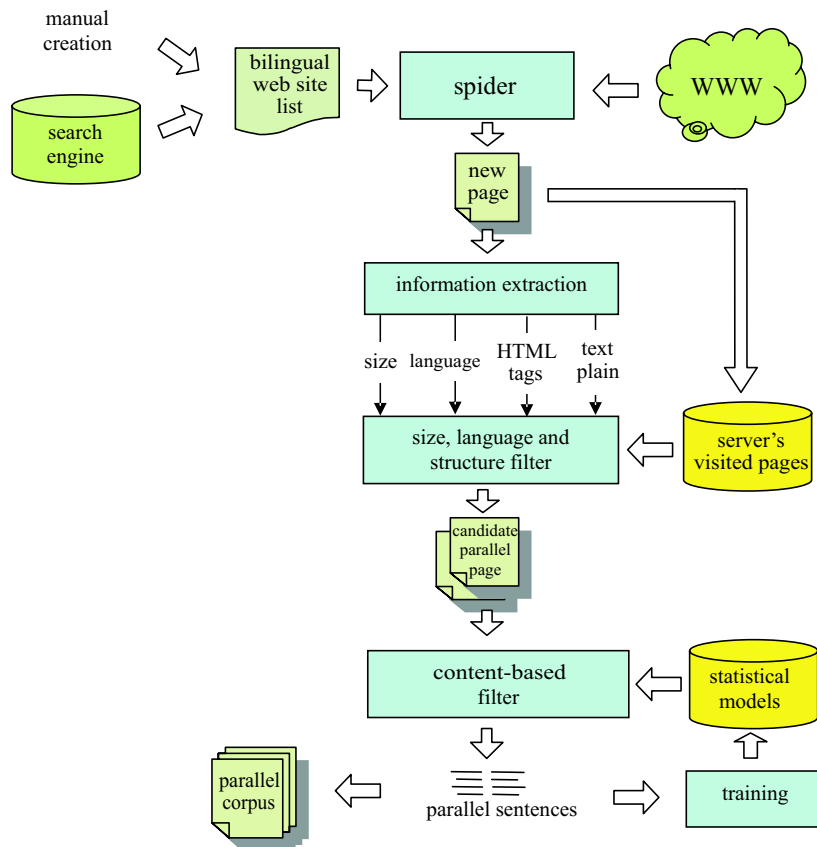 manual
creation
bilingual
web site
list
spider
WWW
search
engine
new
page
information extraction
size
language
HTML
tags
text
plain
size, language and
structure filter
server's
visited pages
candidate
parallel
page
content-based
filter
statistical
models
parallel
corpus
parallel sentences
training